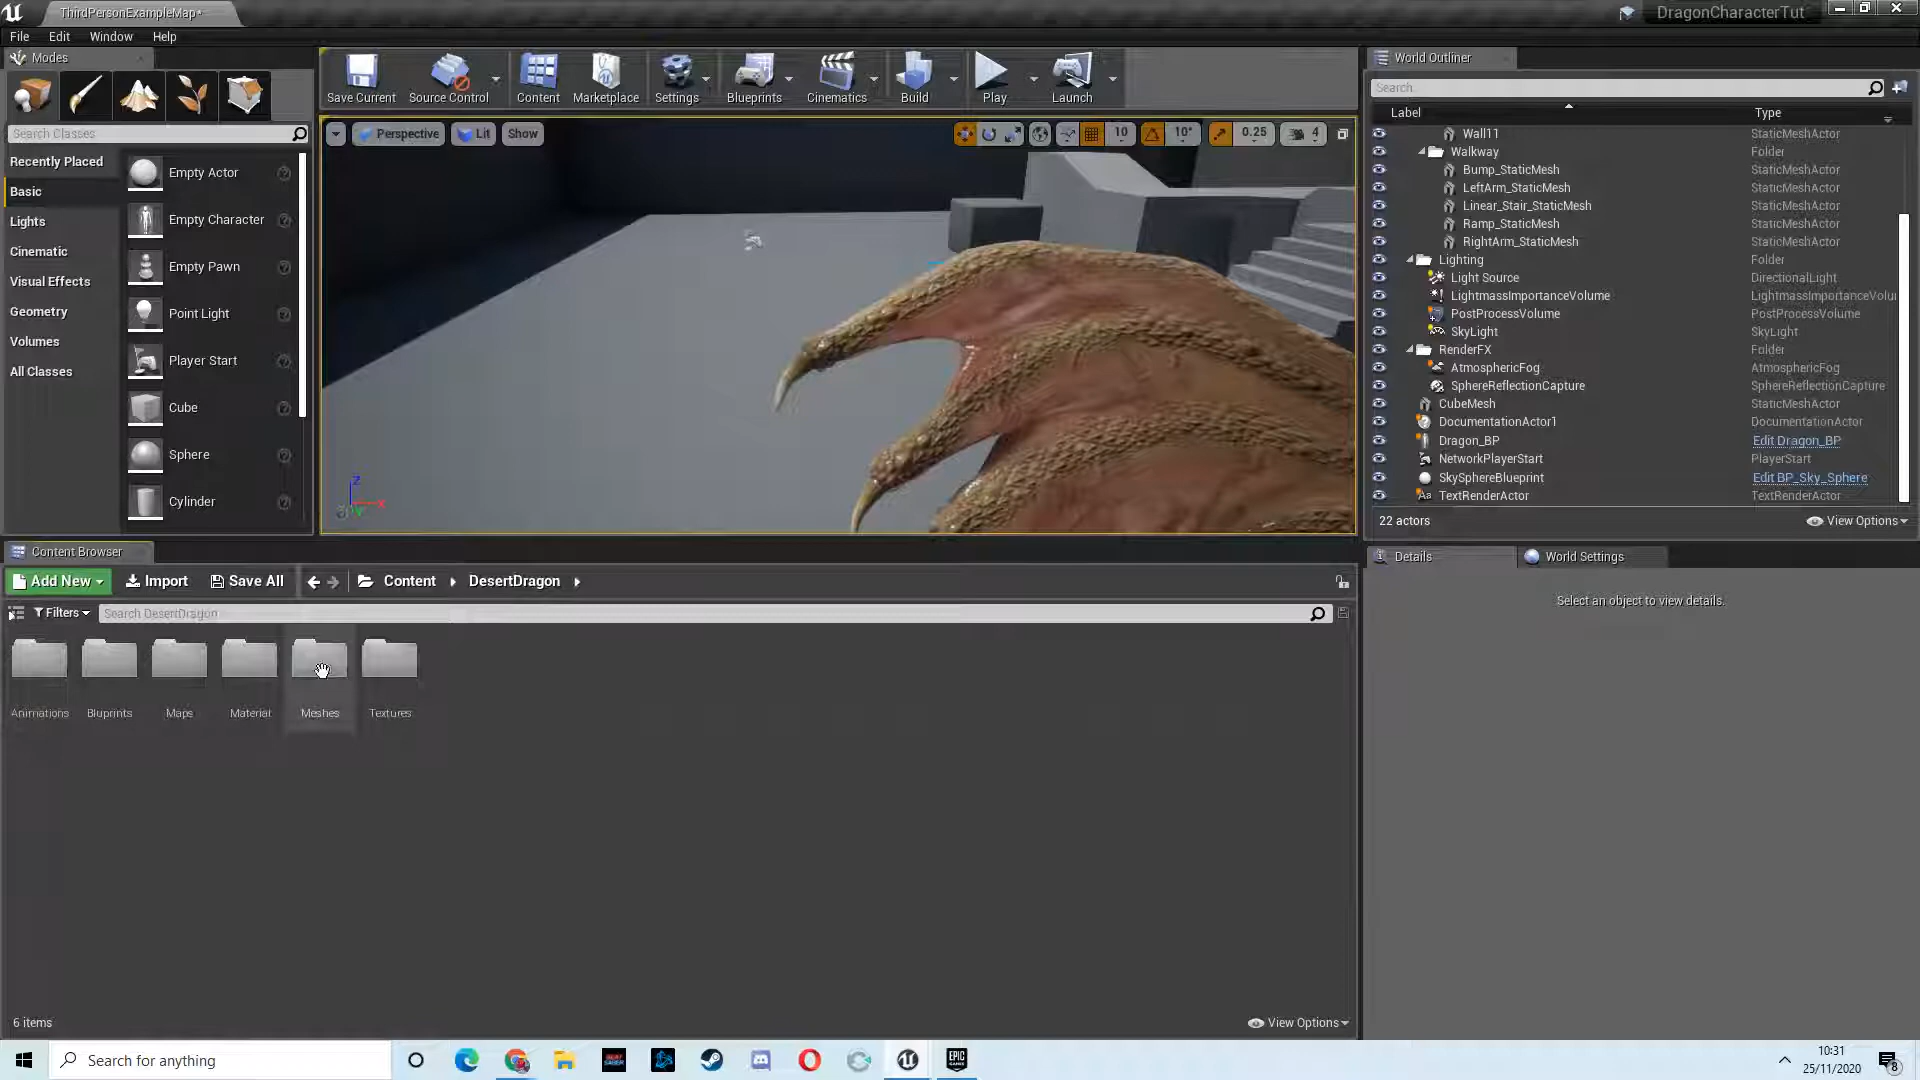 ThirdPersonExampleMap*
DragonCharacterTut
File Edit Window Help
Modes
Search Classes
Recently Placed
Basic
Lights
Cinematic
Visual Effects
Geometry
Volumes
All Classes
Empty Actor
Empty Character
Empty Pawn
Point Light
Player Start
Cube
Sphere
Cylinder
Save Current Source Control Content Marketplace Settings Blueprints Cinematics Build Play Launch
Perspective Lit Show 10 10° 0.25 4
Z
X
World Outliner
Search
Label Type
Wall11 StaticMeshActor
Walkway Folder
Bump_StaticMesh StaticMeshActor
LeftArm_StaticMesh StaticMeshActor
Linear_Stair_StaticMesh StaticMeshActor
Ramp_StaticMesh StaticMeshActor
RightArm_StaticMesh StaticMeshActor
Lighting Folder
Light Source DirectionalLight
LightmassImportanceVolume LightmassImportanceVolu
PostProcessVolume PostProcessVolume
SkyLight SkyLight
RenderFX Folder
AtmosphericFog AtmosphericFog
SphereReflectionCapture SphereReflectionCapture
CubeMesh StaticMeshActor
DocumentationActor1 DocumentationActor
Dragon_BP Edit Dragon_BP
NetworkPlayerStart PlayerStart
SkySphereBlueprint Edit BP_Sky_Sphere
Aa TextRenderActor TextRenderActor
22 actors View Options
Details World Settings
Select an object to view details.
Content Browser
Add New Import Save All Content DesertDragon
Filters Search DesertDragon
Animations Bluprints Maps Material Meshes Textures
6 items View Options
Search for anything
BEAT SABER
EPIC GAMES
10:31
25/11/2020
8